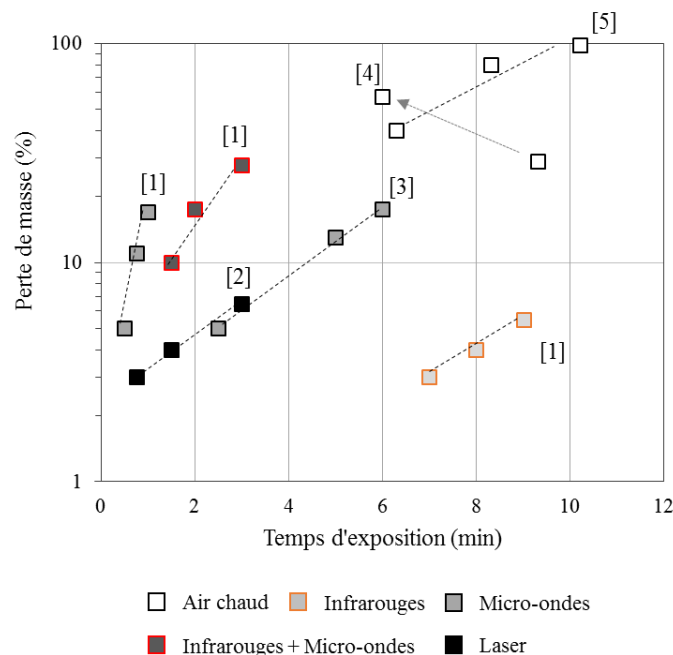 100
10
1
Perte de masse (%)
[5]
[4]
[1]
[1]
[3]
[2]
[1]
0 2 4 6 8 10 12
Temps d'exposition (min)
Air chaud Infrarouges Micro-ondes
Infrarouges + Micro-ondes Laser